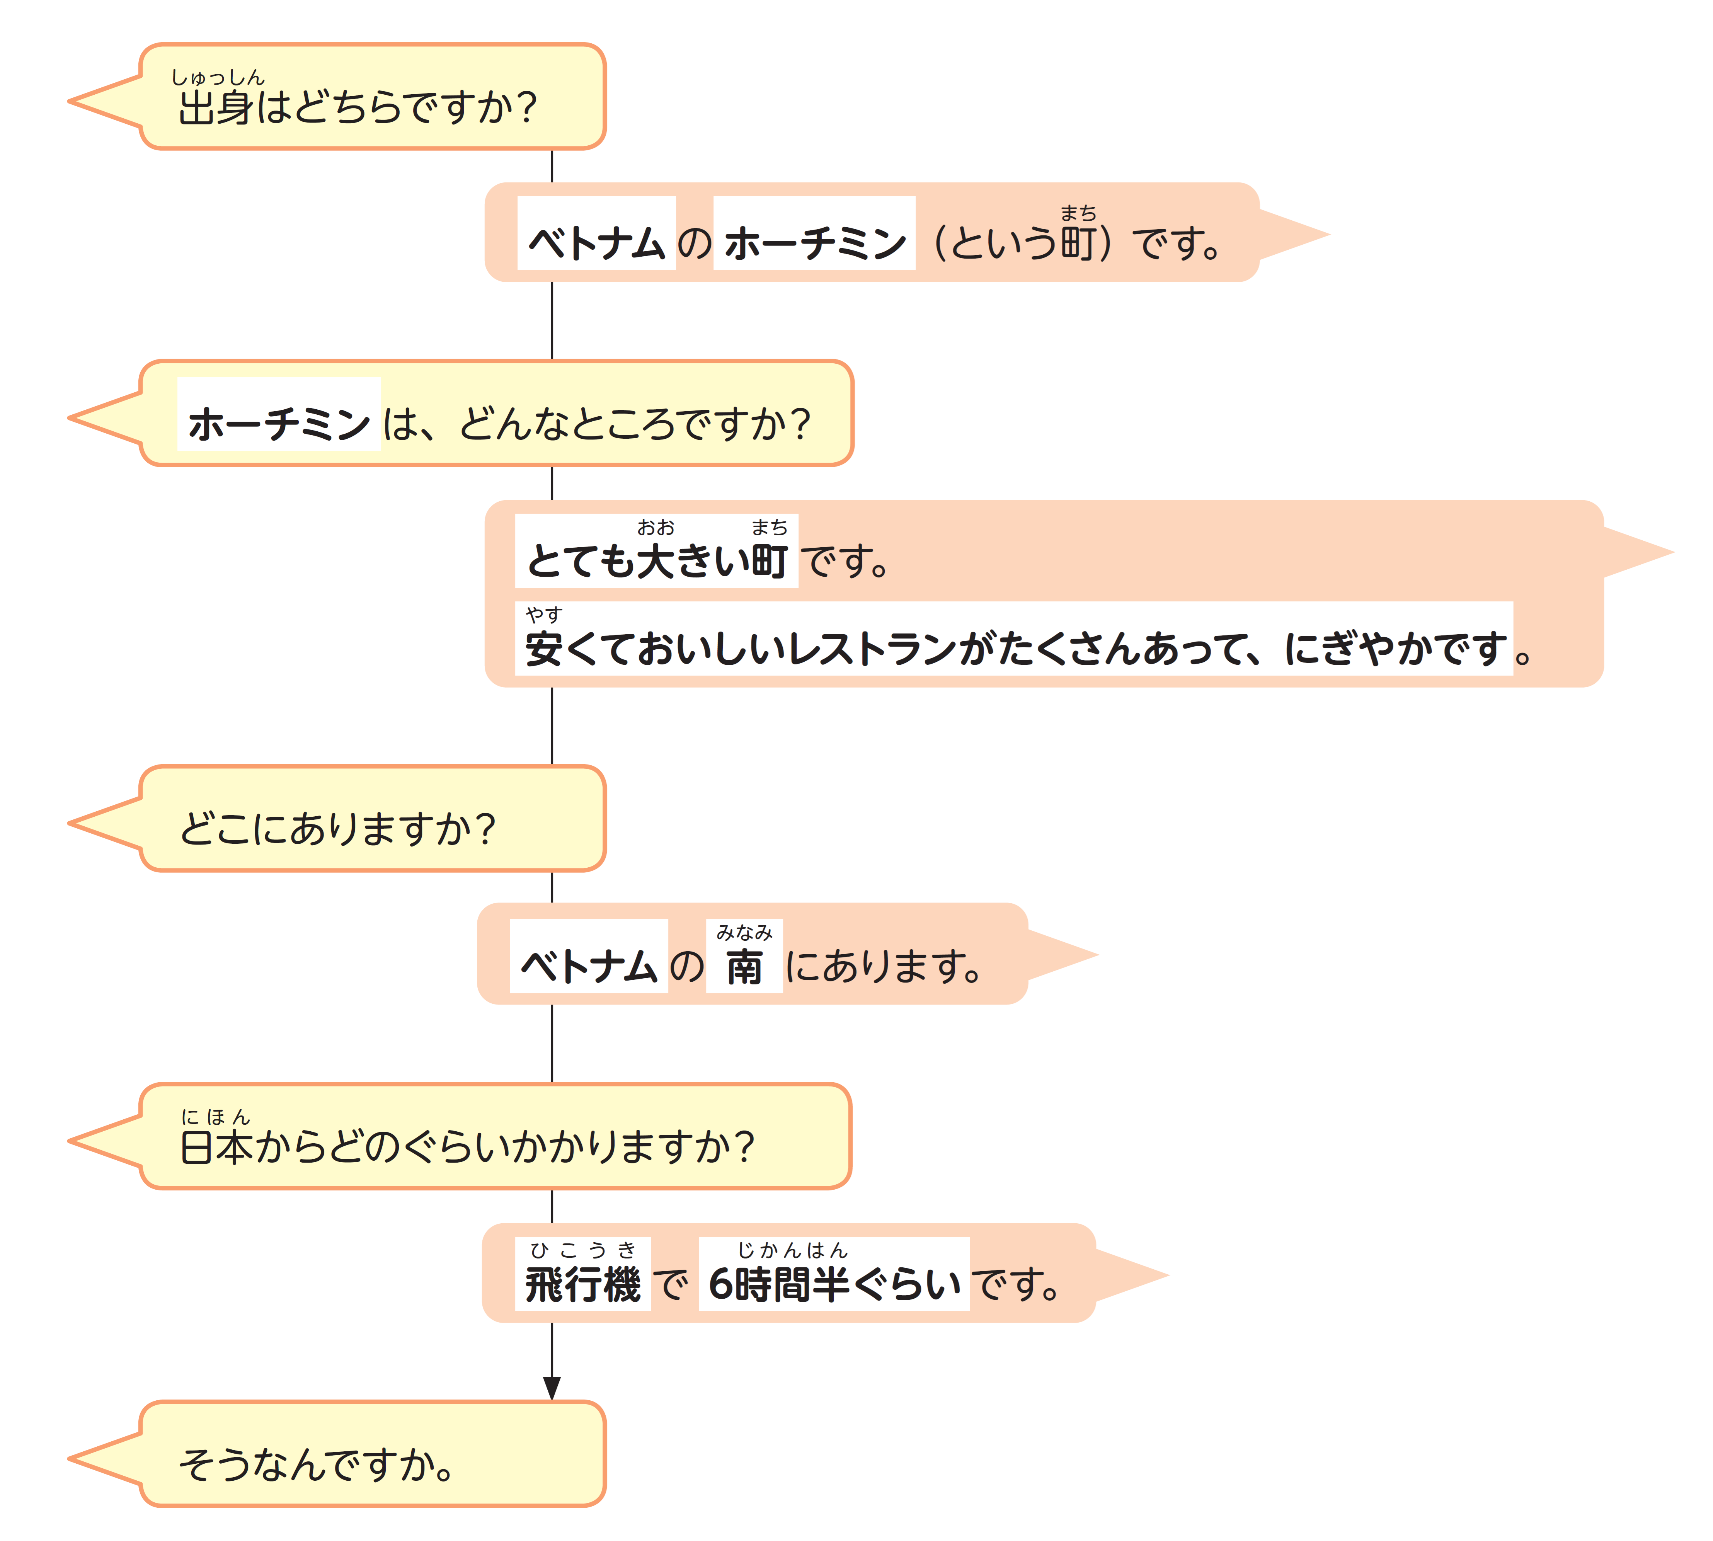 しゅっしん
出身はどちらですか？
まち
ベトナムのホーチミン（という町）です。
ホーチミンは、どんなところですか？
おお まち
とても大きい町です。
やす
安くておいしいレストランがたくさんあって、にぎやかです。
どこにありますか？
みなみ
ベトナムの南にあります。
にほん
日本からどのぐらいかかりますか？
ひこうき じかんはん
飛行機で6時間半ぐらいです。
そうなんですか。